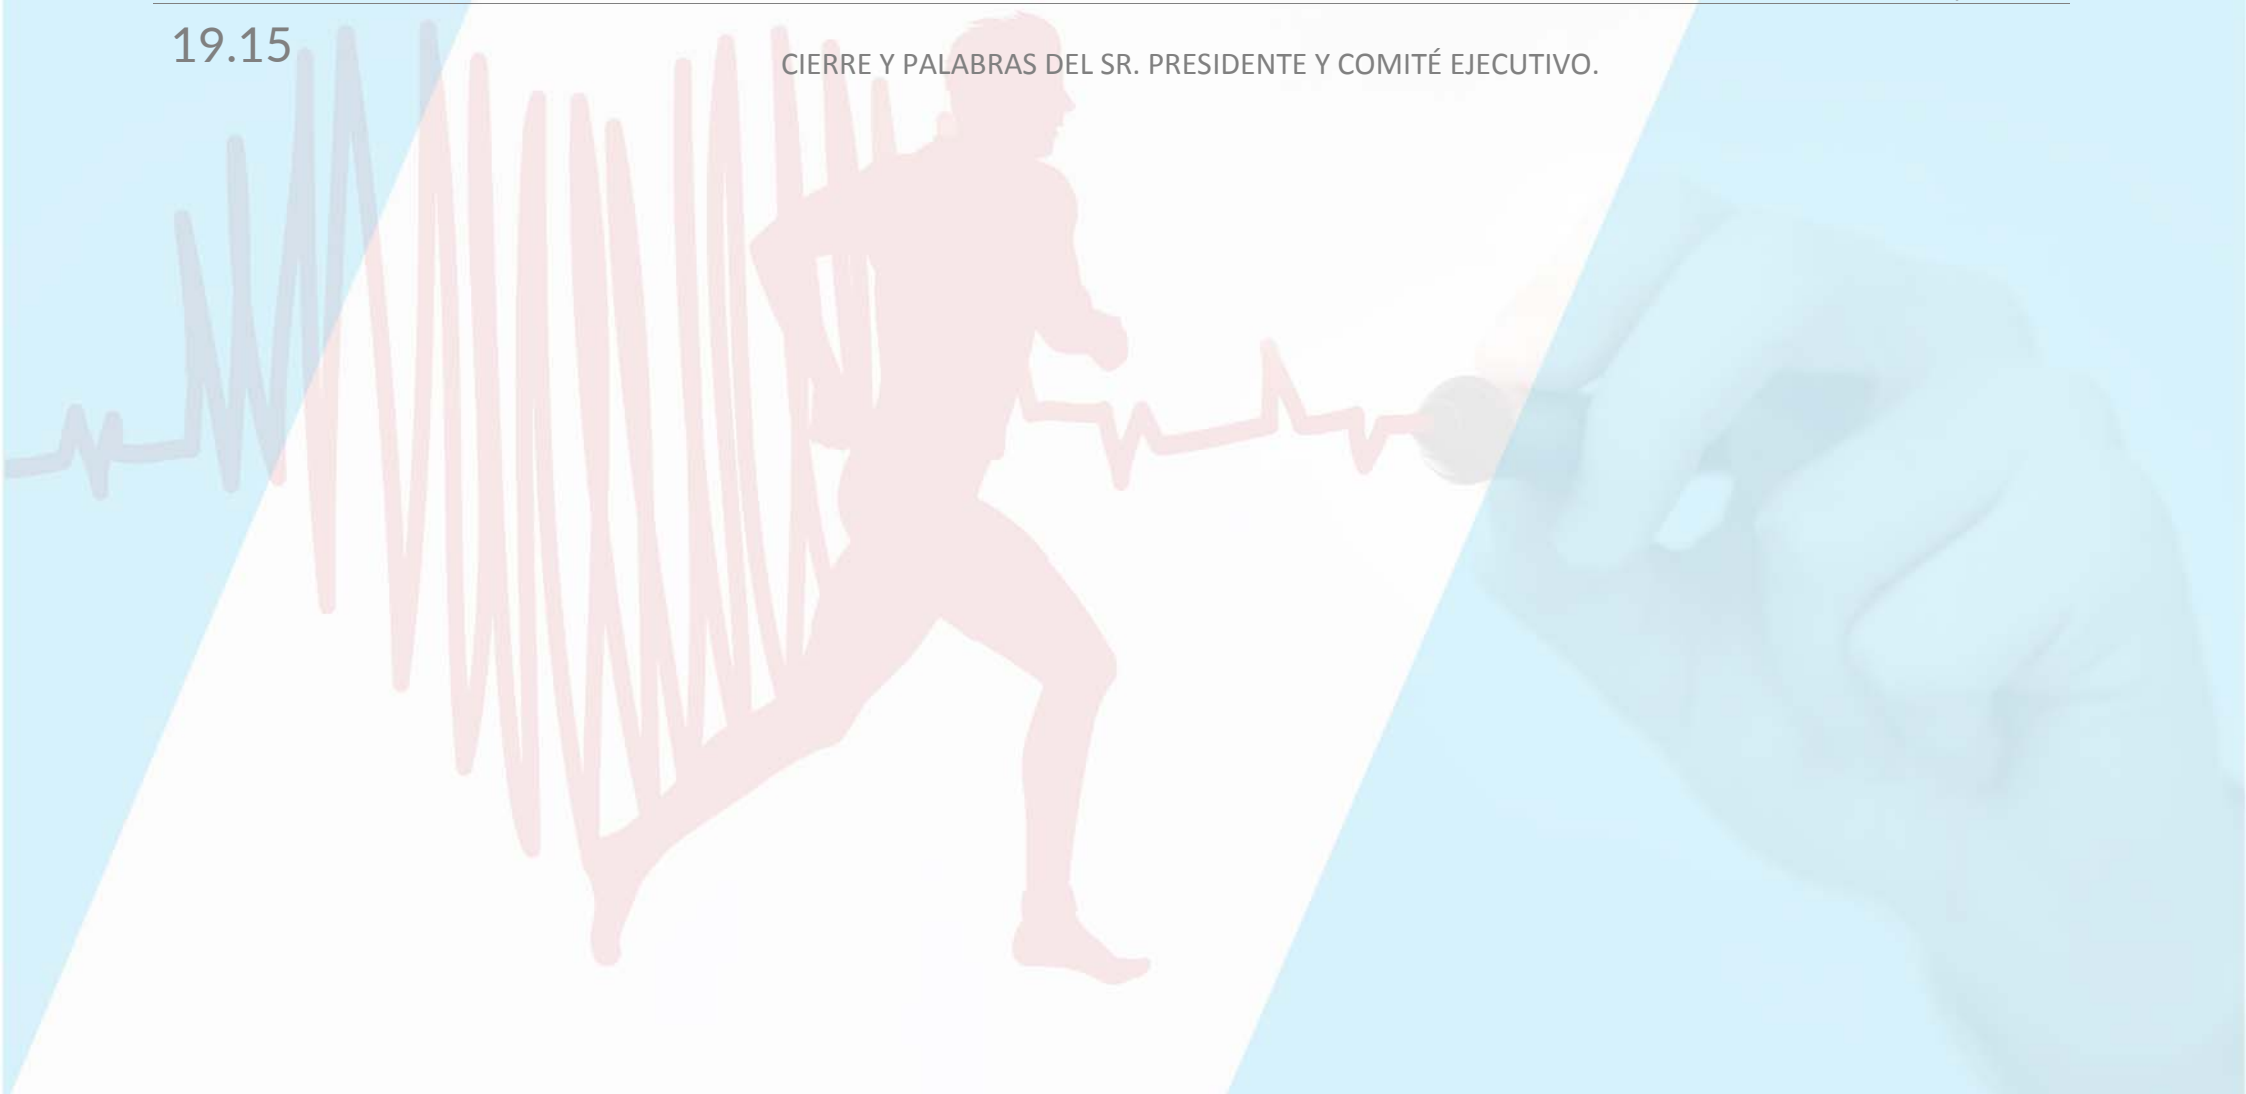 19.15
CIERRE Y PALABRAS DEL SR. PRESIDENTE Y COMITÉ EJECUTIVO.